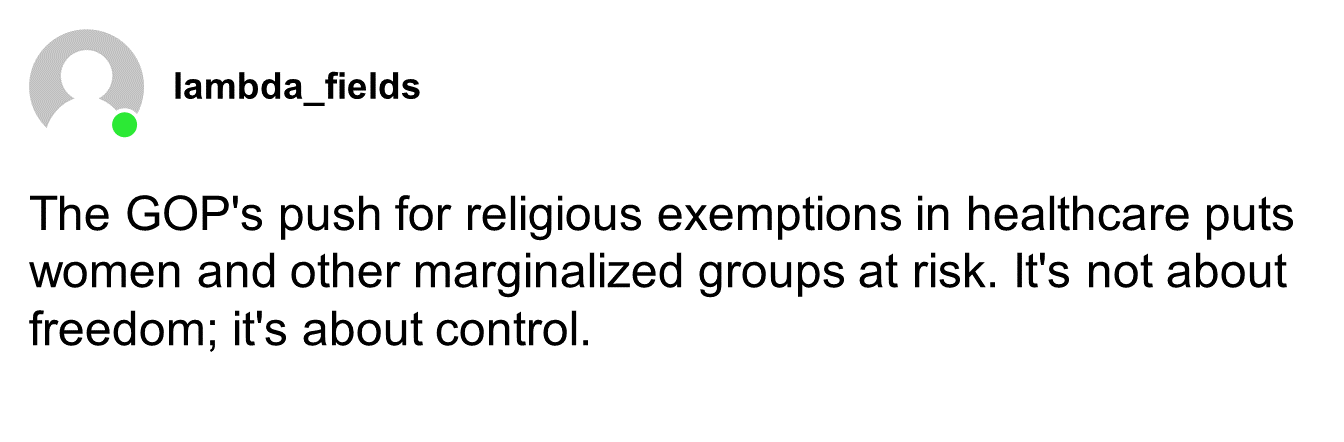 lambda_fields
The GOP's push for religious exemptions in healthcare puts
women and other marginalized groups at risk. It's not about
freedom; it's about control.